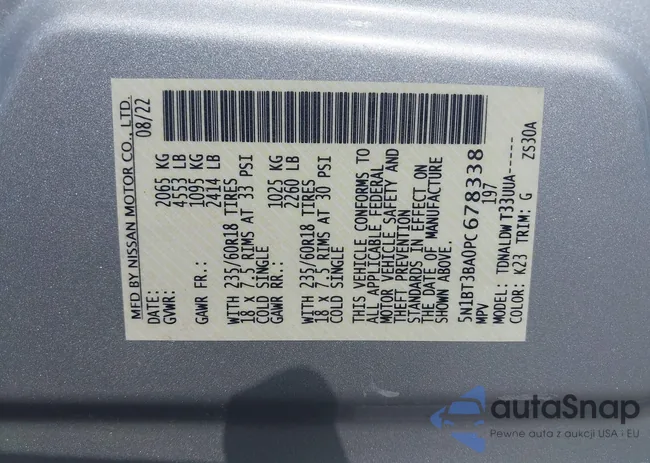 MFD BY NISSAN MOTOR CO., LTD.
DATE: 08/22
GVWR: 2065 KG
4553 LB
GAWR FR.: 1095 KG
2414 LB
WITH 235/60R18 TIRES
18 X 7.5 RIMS AT 33 PSI
COLD SINGLE
GAWR RR.: 1025 KG
2260 LB
WITH 235/60R18 TIRES
18 X 7.5 RIMS AT 30 PSI
COLD SINGLE
THIS VEHICLE CONFORMS TO
ALL APPLICABLE FEDERAL
MOTOR VEHICLE SAFETY AND
THEFT PREVENTION
STANDARDS IN EFFECT ON
THE DATE OF MANUFACTURE
SHOWN ABOVE.
5N1BT3BA0PC678338
MPV 197
MODEL: TDNALDW T33UUA-----
COLOR: K23 TRIM: G ZS30A
autaSnap
Pewne auta z aukcji USA - EU